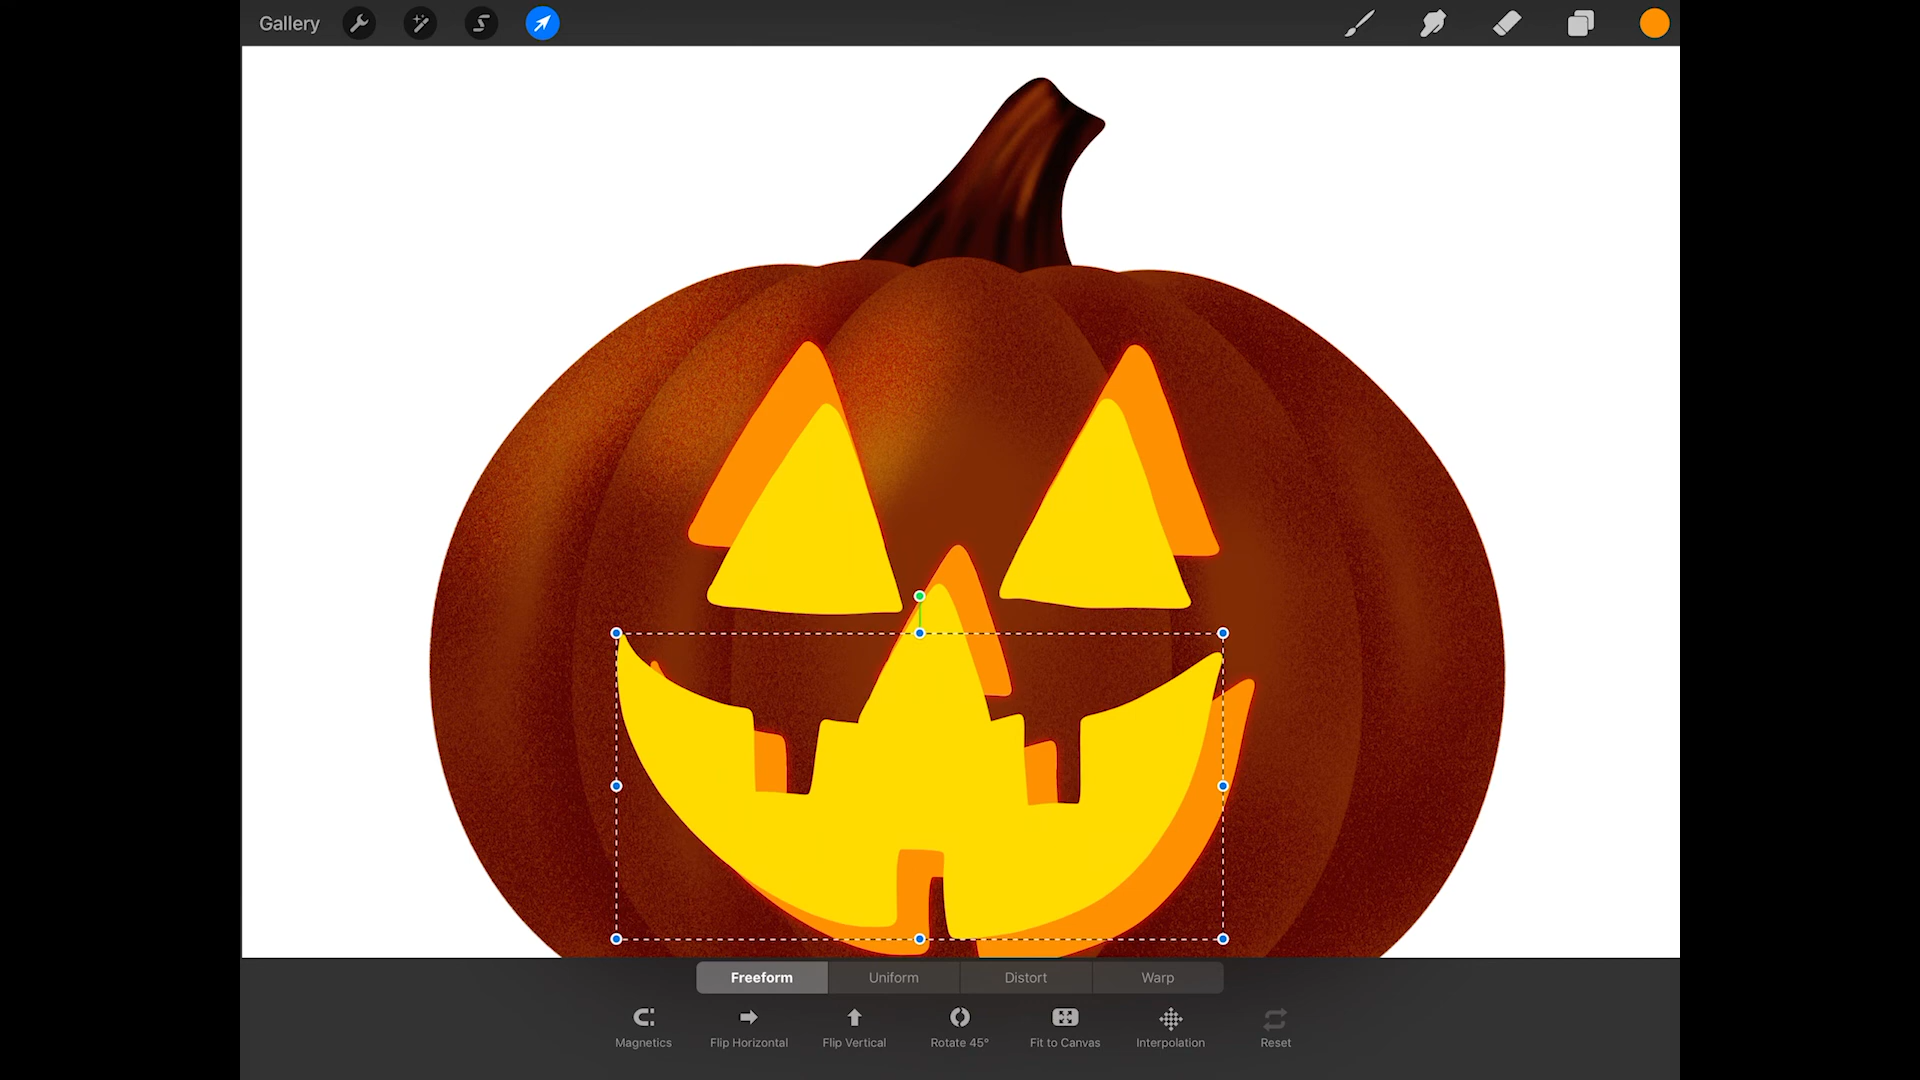 Gallery
Freeform Uniform Distort Warp
Magnetics Flip Horizontal Flip Vertical Rotate 45° Fit to Canvas Interpolation Reset